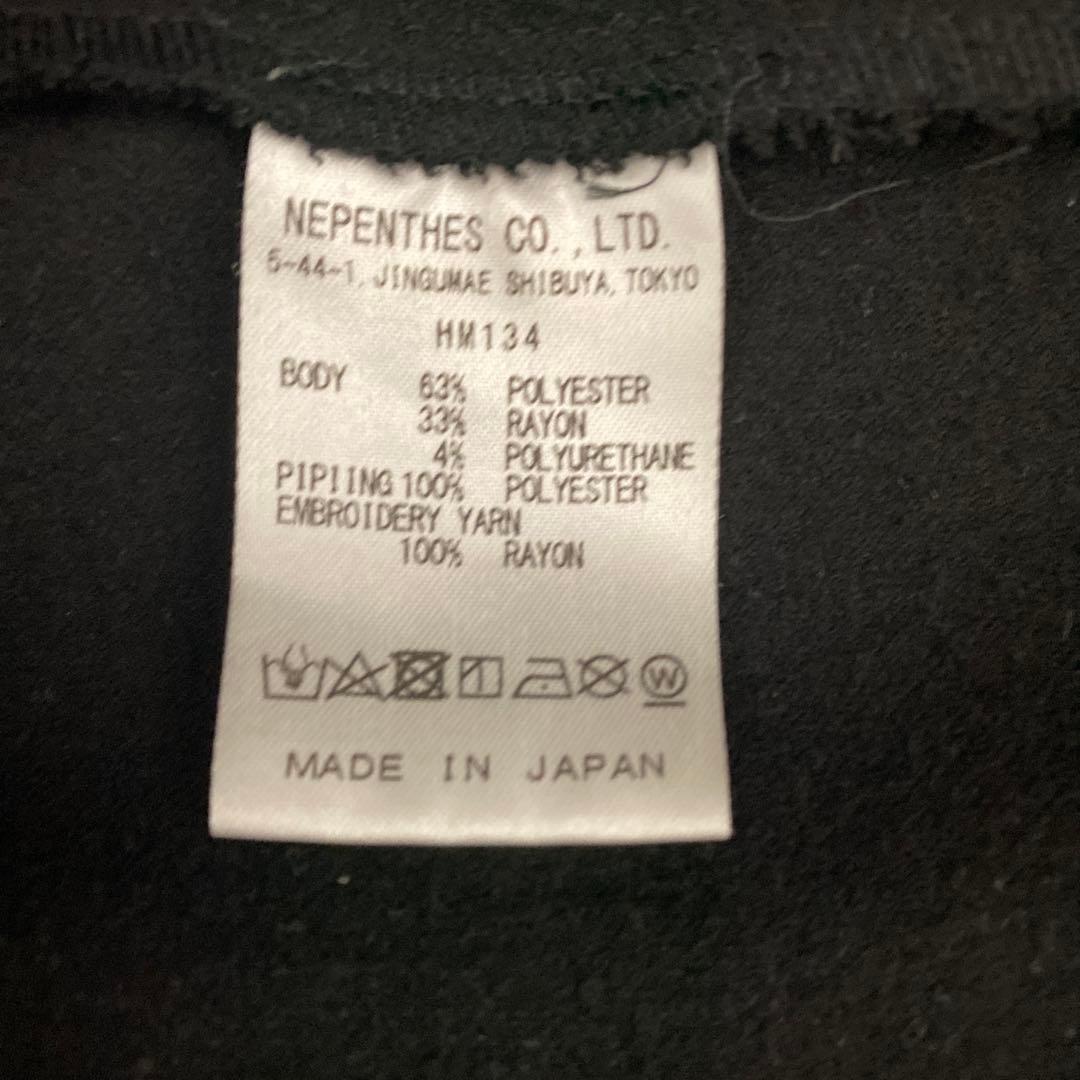 NEPENTHES CO.,LTD.
5-44-1, JINGUMAE SHIBUYA, TOKYO
HM134
BODY 63% POLYESTER
33% RAYON
4% POLYURETHANE
PIPIING 100% POLYESTER
EMBROIDERY YARN
100% RAYON
W
MADE IN JAPAN